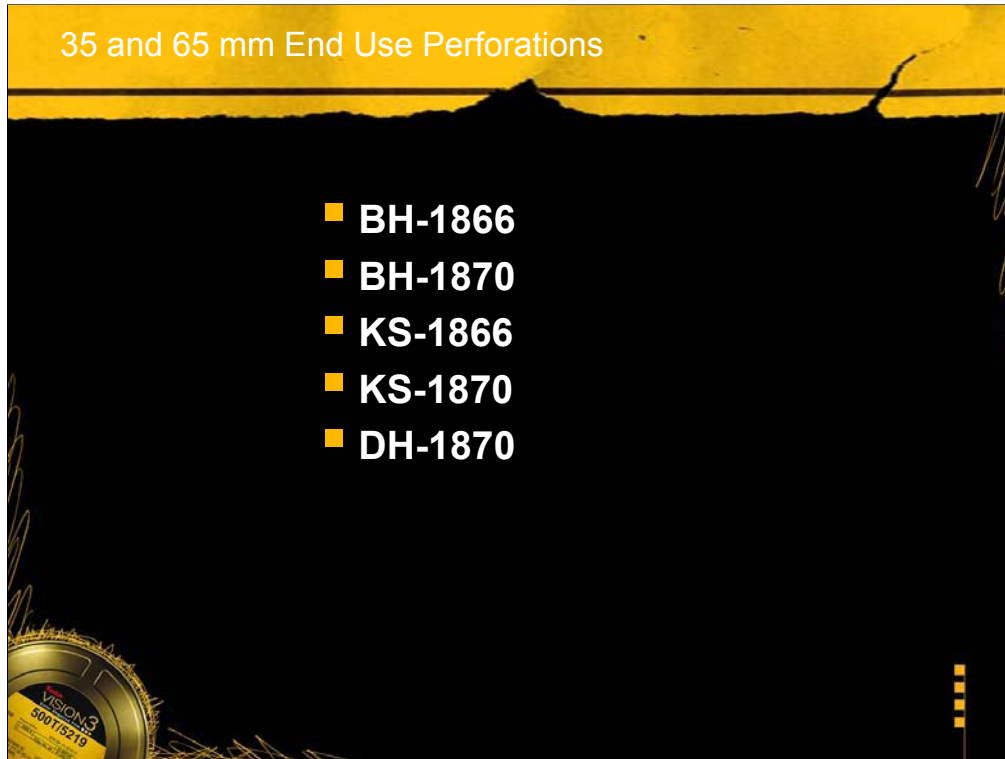 35 and 65 mm End Use Perforations
BH-1866
BH-1870
KS-1866
KS-1870
DH-1870
Kodak
VISION3
500T/5219